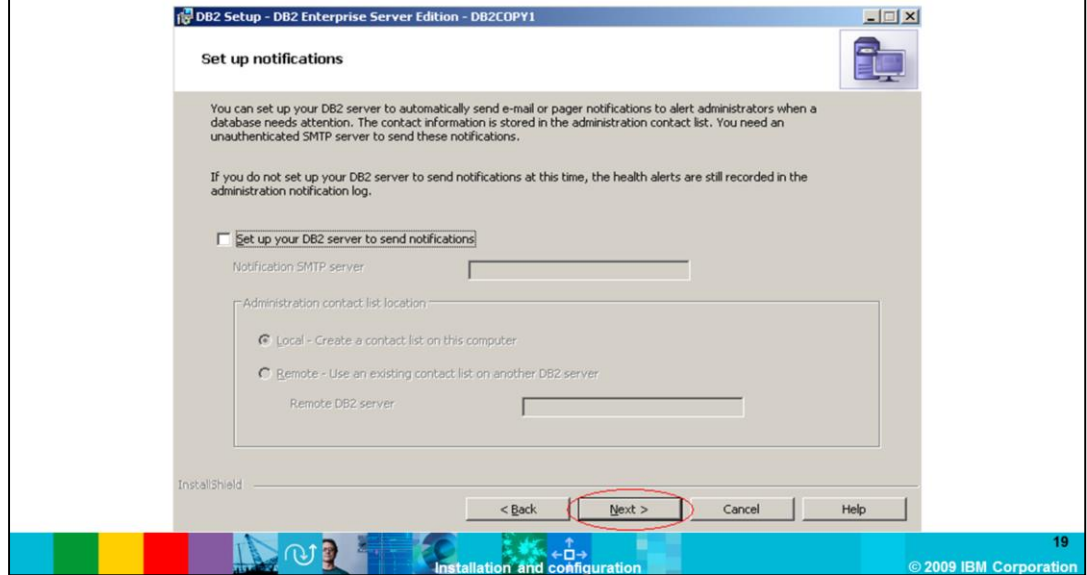 DB2 Setup - DB2 Enterprise Server Edition - DB2COPY1
Set up notifications
You can set up your DB2 server to automatically send e-mail or pager notifications to alert administrators when a
database needs attention. The contact information is stored in the administration contact list. You need an
unauthenticated SMTP server to send these notifications.
If you do not set up your DB2 server to send notifications at this time, the health alerts are still recorded in the
administration notification log.
Set up your DB2 server to send notifications
Notification SMTP server
Administration contact list location
Local - Create a contact list on this computer
Remote - Use an existing contact list on another DB2 server
Remote DB2 server
InstallShield
< Back Next > Cancel Help
19
Installation and configuration © 2009 IBM Corporation